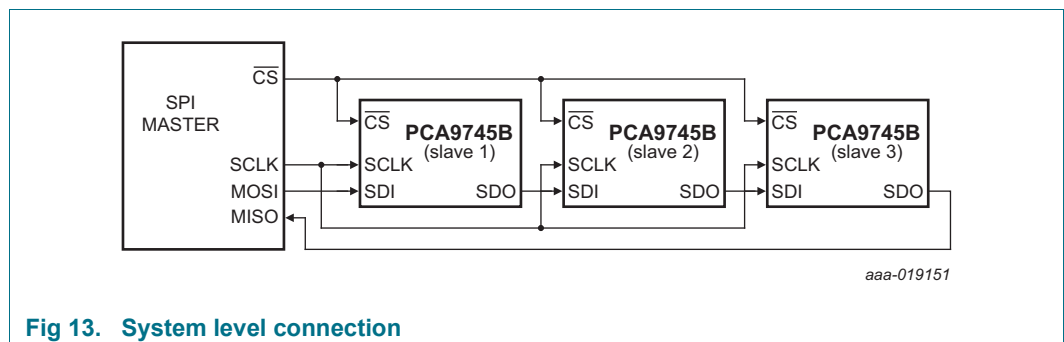 SPI
MASTER
CS
SCLK
MOSI
MISO
CS
PCA9745B
(slave 1)
SCLK
SDI
SDO
CS
PCA9745B
(slave 2)
SCLK
SDI
SDO
CS
PCA9745B
(slave 3)
SCLK
SDI
SDO
aaa-019151
Fig 13. System level connection